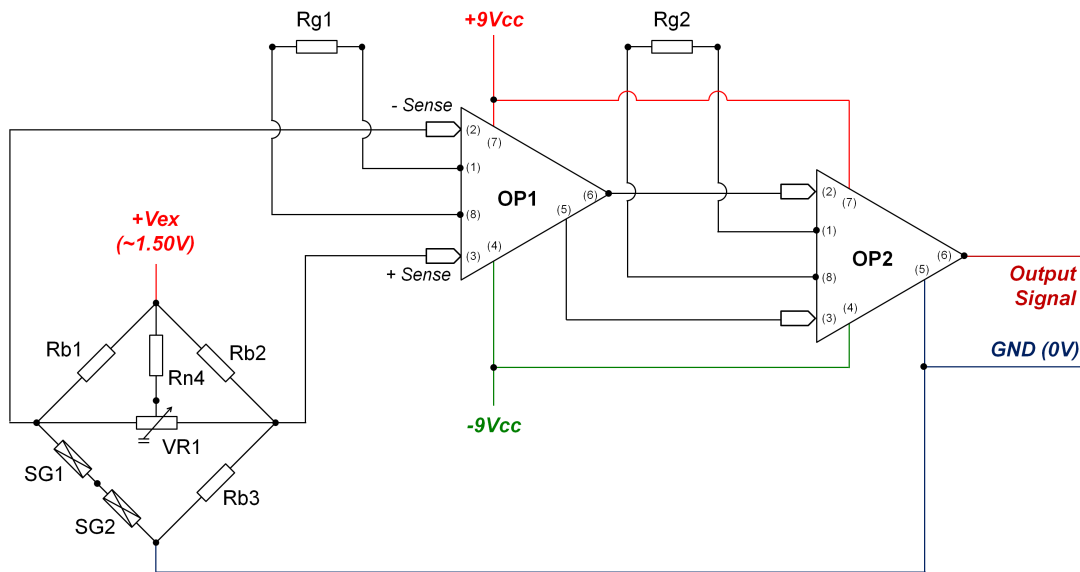 Rg1
+9Vcc
Rg2
- Sense
(2)
(7)
(1)
OP1
(6)
(8)
(5)
(4)
(3)
+ Sense
(2)
(7)
(1)
OP2
(6)
(8)
(5)
(4)
(3)
Output
Signal
GND (0V)
-9Vcc
+Vex
(~1.50V)
Rb1
Rn4
Rb2
VR1
SG1
SG2
Rb3